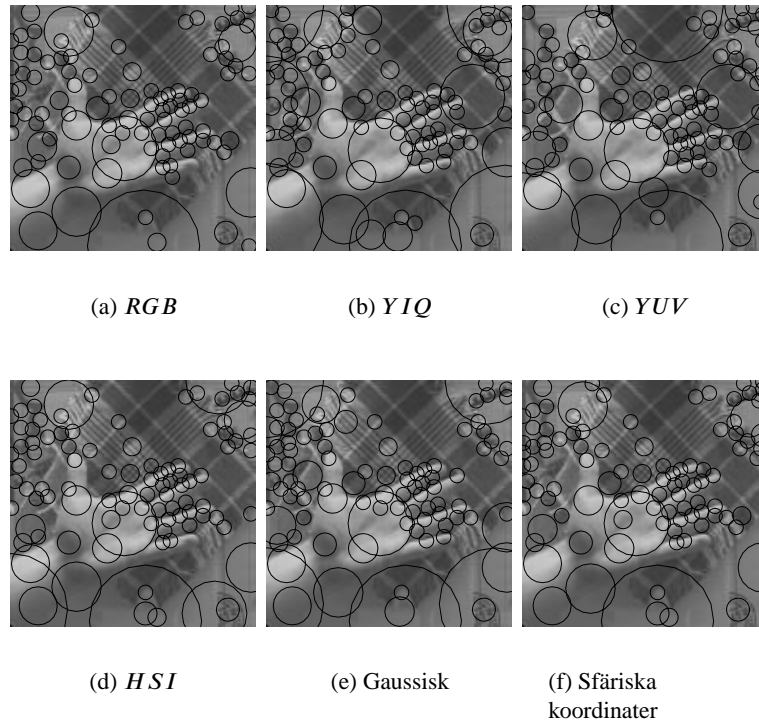 (a) RGB
(b) YIQ
(c) YUV
(d) HSI
(e) Gaussisk
(f) Sfäriska
koordinater